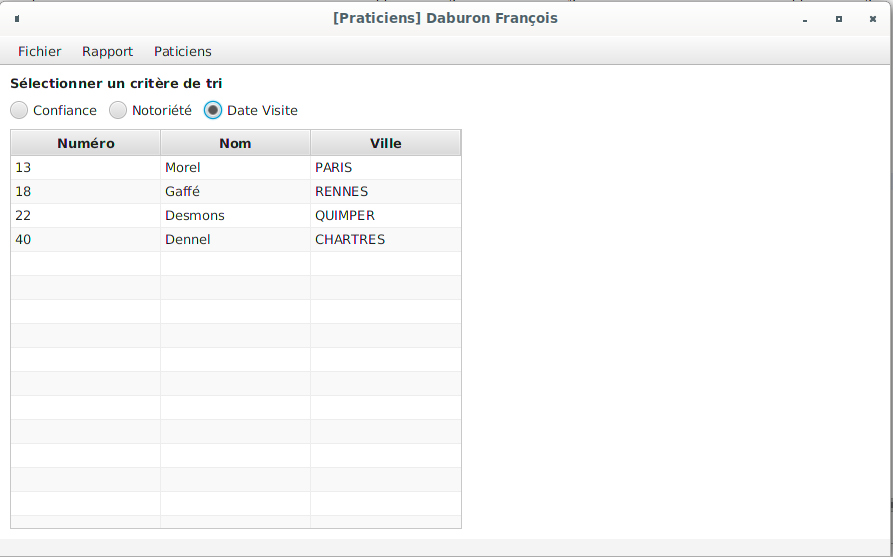 [Praticiens] Daburon François
Fichier Rapport Paticiens
Sélectionner un critère de tri
Confiance Notoriété Date Visite
Numéro Nom Ville
13 Morel PARIS
18 Gaffé RENNES
22 Desmons QUIMPER
40 Dennel CHARTRES